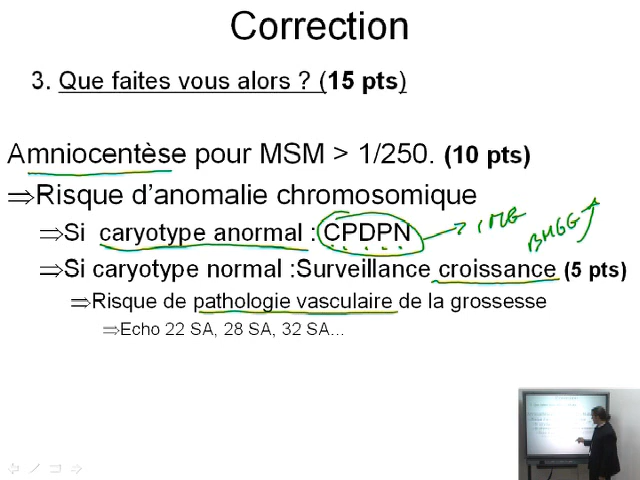 Correction
3. Que faites vous alors ? (15 pts)
Amniocentèse pour MSM > 1/250. (10 pts)
⇒Risque d'anomalie chromosomique
⇒Si caryotype anormal : CPDPN → ? IMG
BHCG
⇒Si caryotype normal :Surveillance croissance (5 pts)
⇒Risque de pathologie vasculaire de la grossesse
⇒Echo 22 SA, 28 SA, 32 SA…